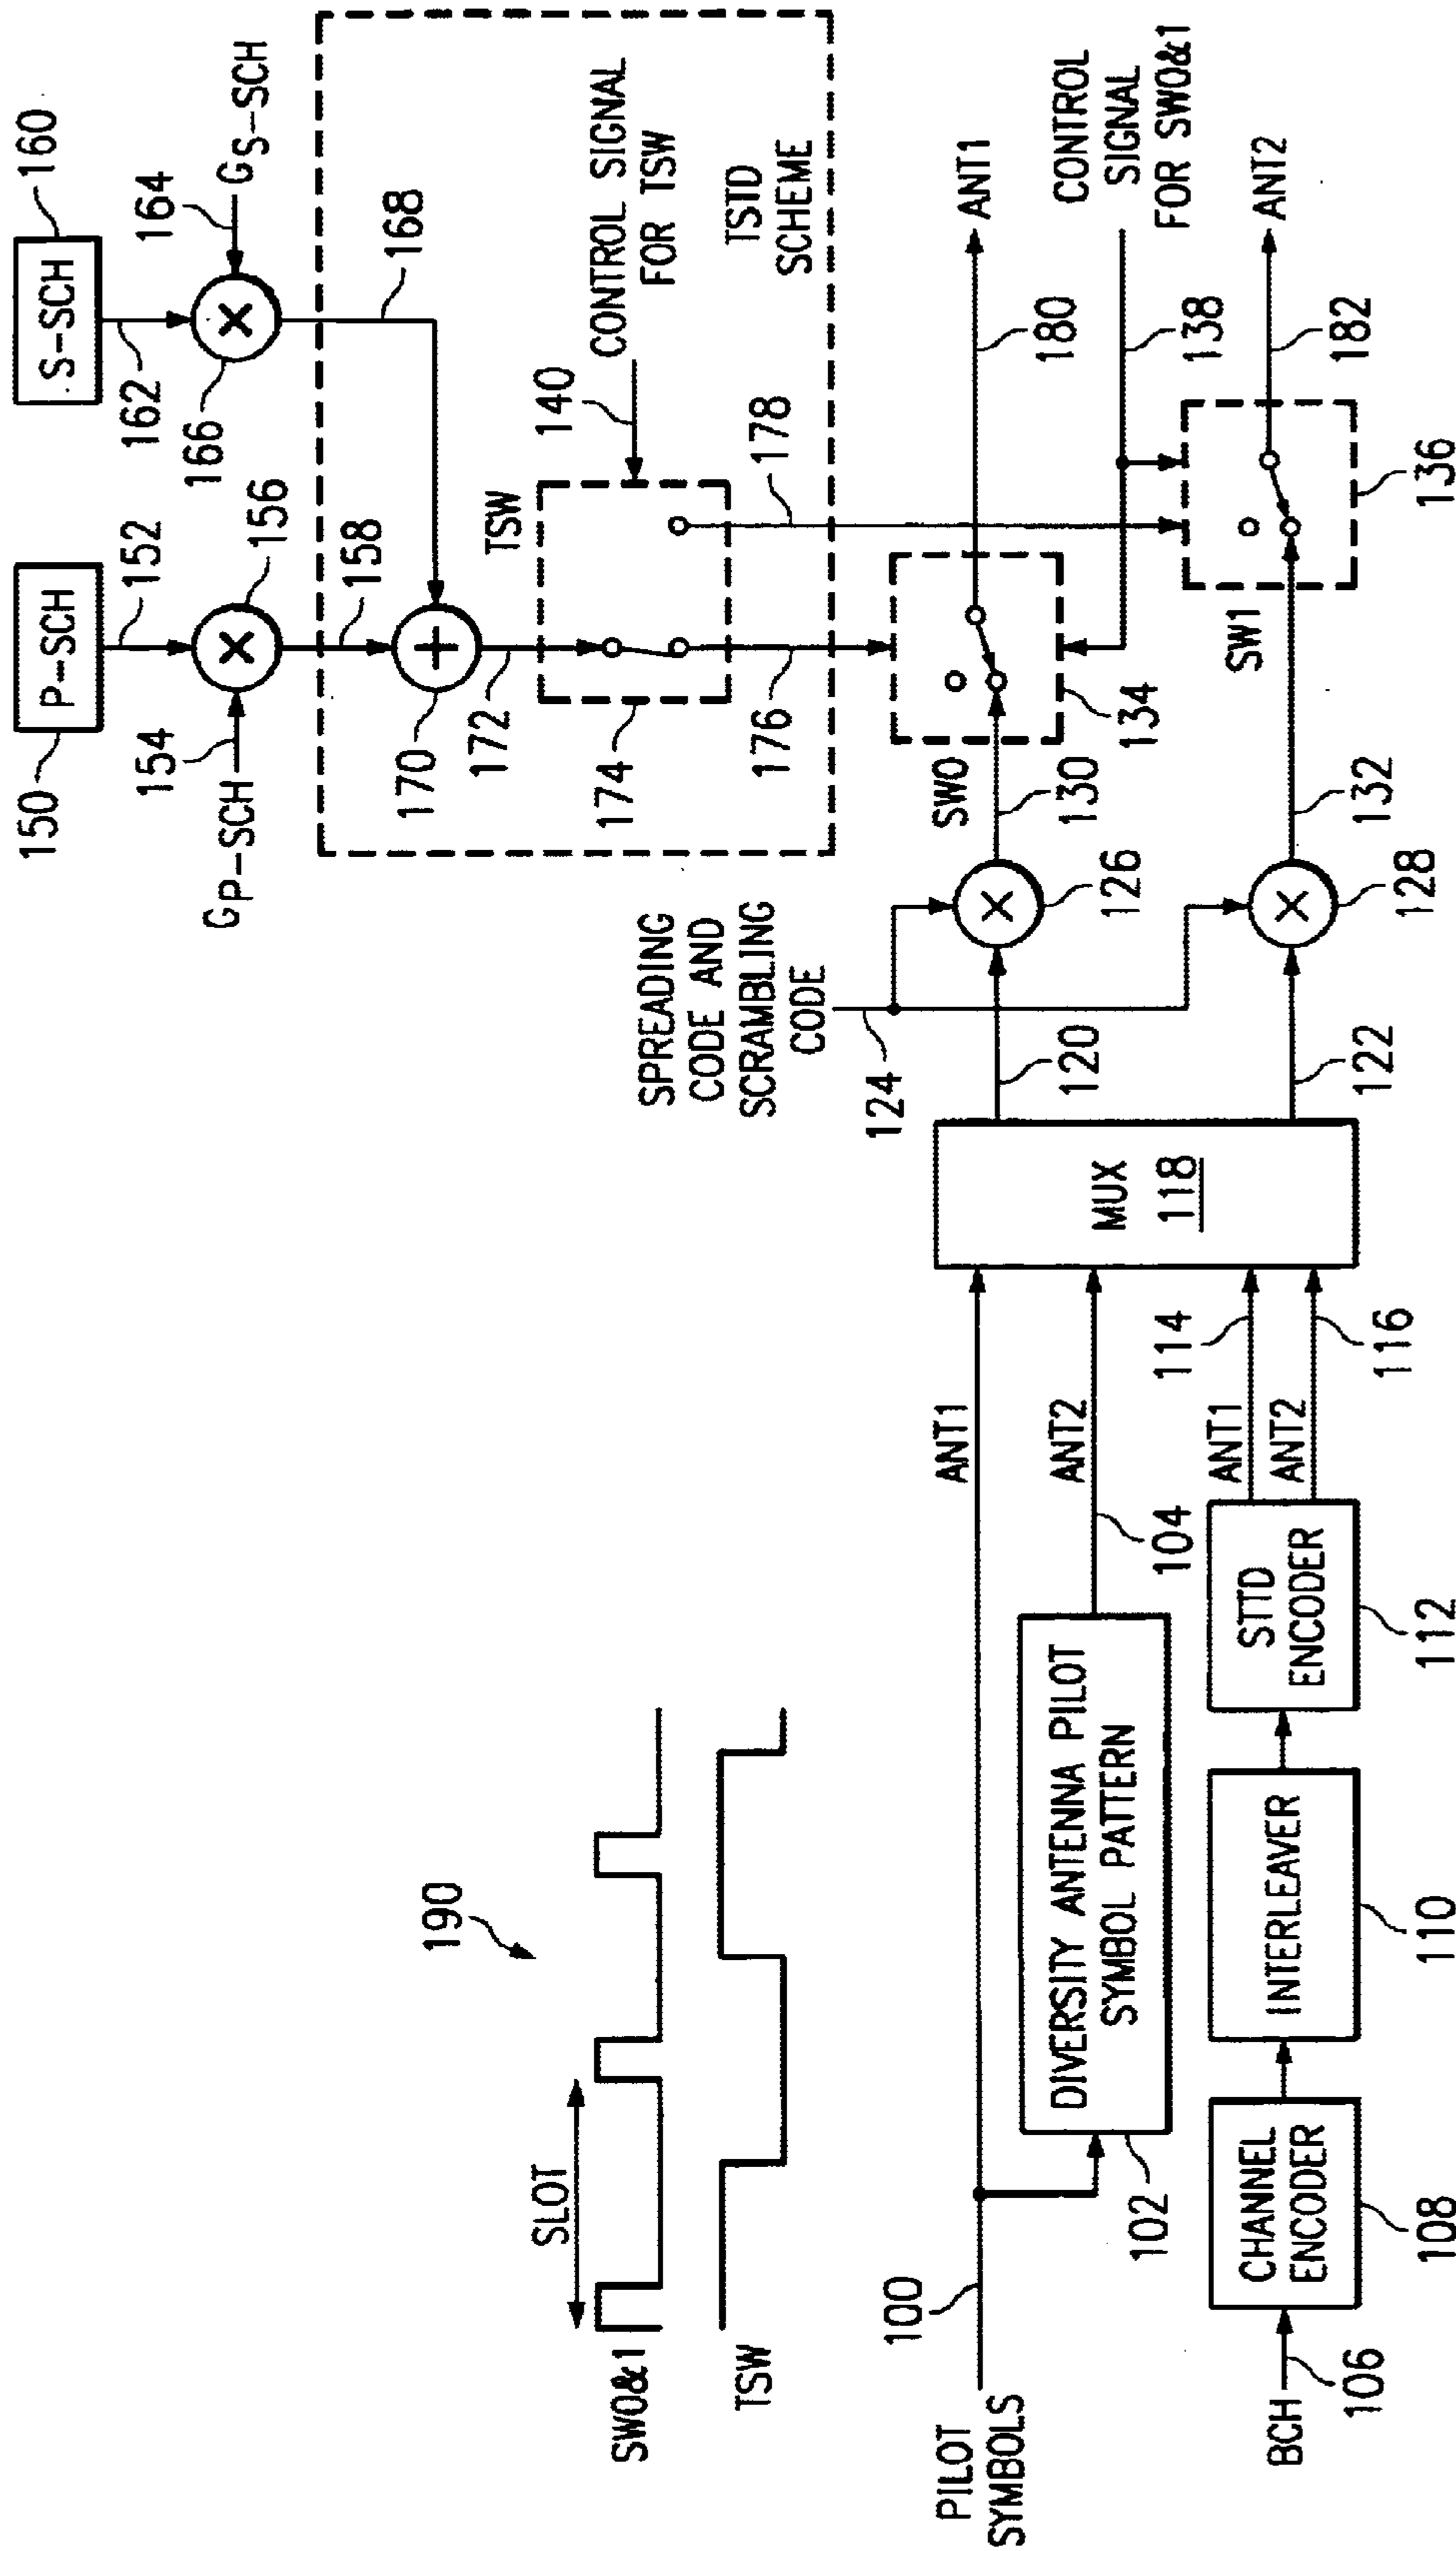 150
P-SCH
152
154
GP-SCH
156
158
160
S-SCH
162
164
GS-SCH
166
168
170
172
TSW
174
140
CONTROL SIGNAL
FOR TSW
TSTD
SCHEME
176
178
190
SLOT
SW0&1
TSW
SPREADING
CODE AND
SCRAMBLING
CODE
124
SW0
130
134
126
ANT1
180
CONTROL
SIGNAL
FOR SW0&1
138
SW1
132
136
128
ANT2
182
PILOT
SYMBOLS
100
102
DIVERSITY ANTENNA PILOT
SYMBOL PATTERN
ANT1
ANT2
104
MUX
118
120
122
BCH
106
CHANNEL
ENCODER
108
INTERLEAVER
110
STTD
ENCODER
112
ANT1
ANT2
114
116